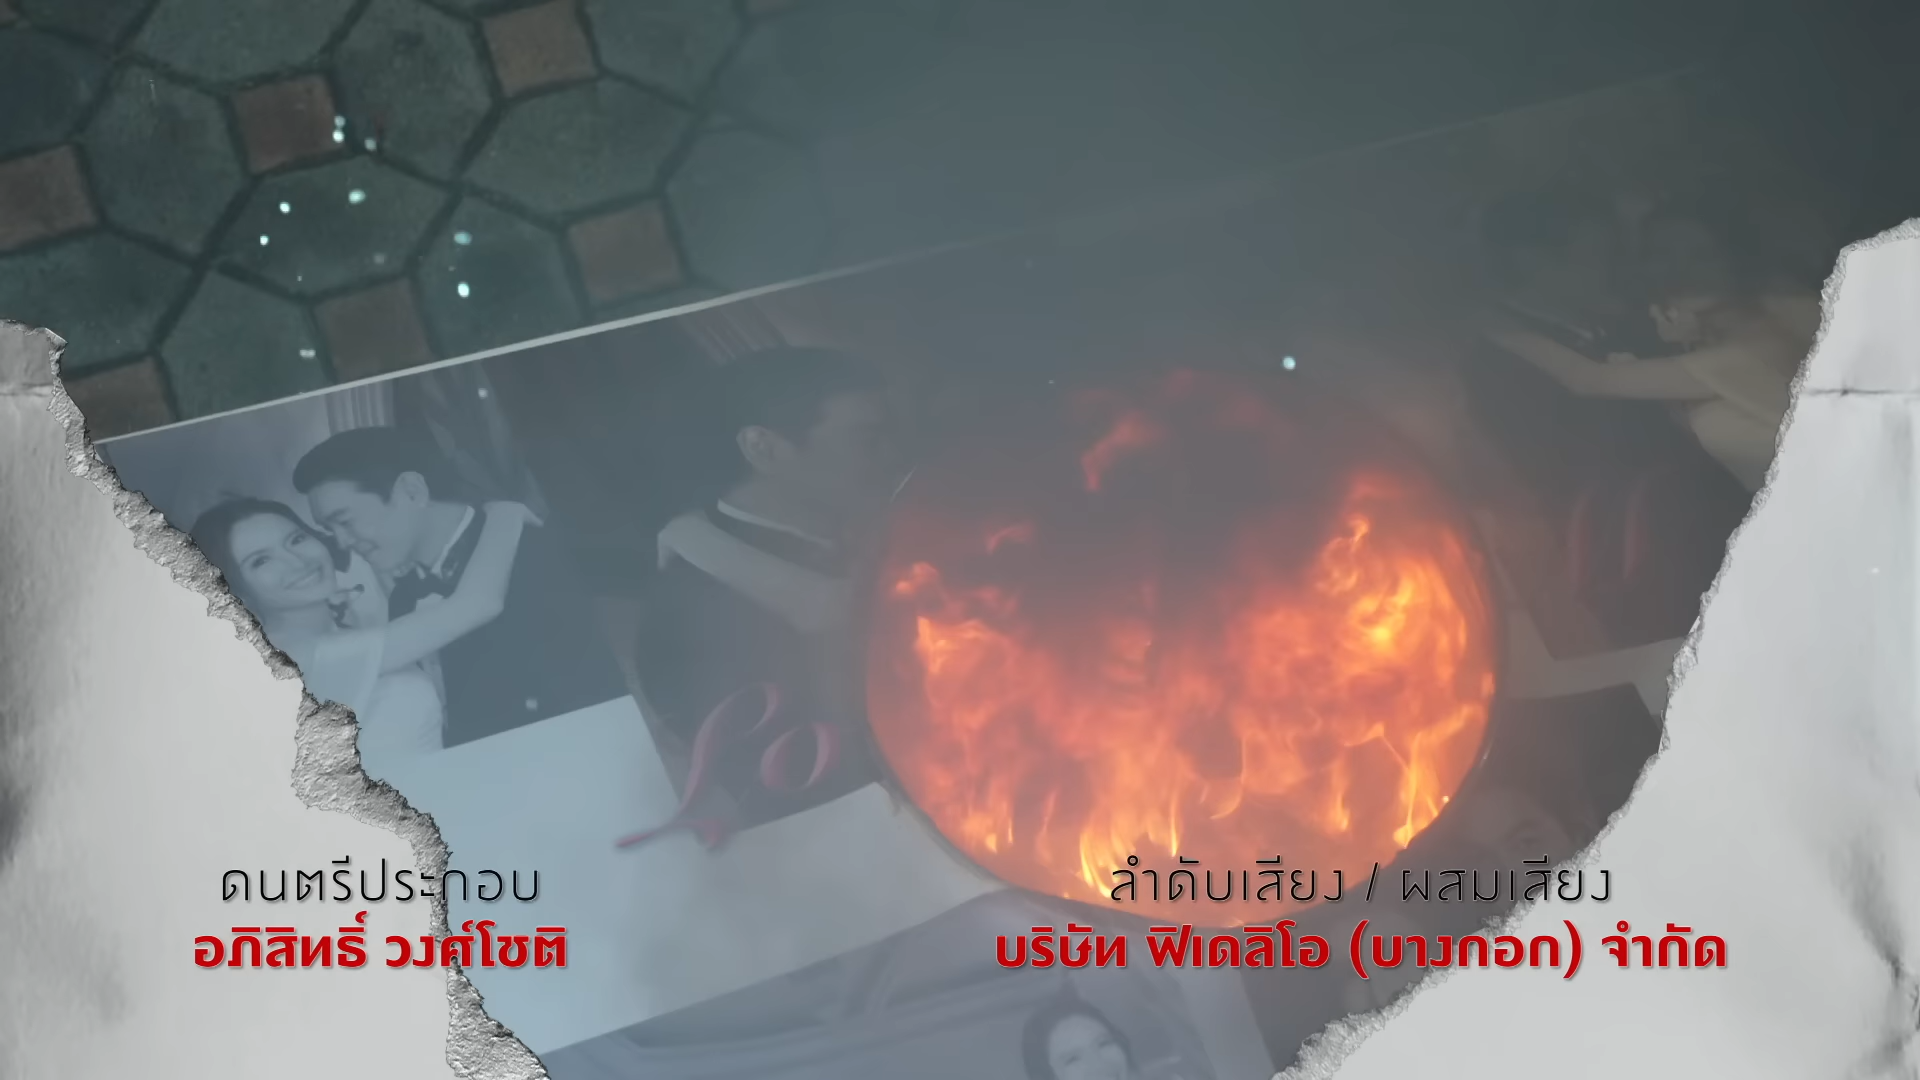 ดนตรีประกอบ
อภิสิทธิ์ วงศ์โชติ
ลำดับเสียง / ผสมเสียง
บริษัท ฟิเดลิโอ (บางกอก) จำกัด